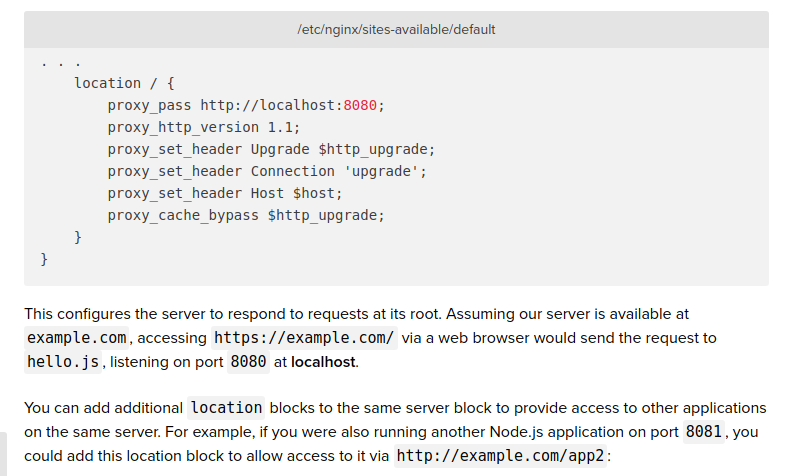 /etc/nginx/sites-available/default
. . .
location / {
proxy_pass http://localhost:8080;
proxy_http_version 1.1;
proxy_set_header Upgrade $http_upgrade;
proxy_set_header Connection 'upgrade';
proxy_set_header Host $host;
proxy_cache_bypass $http_upgrade;
}
}
This configures the server to respond to requests at its root. Assuming our server is available at
example.com, accessing https://example.com/ via a web browser would send the request to
hello.js, listening on port 8080 at localhost.
You can add additional location blocks to the same server block to provide access to other applications
on the same server. For example, if you were also running another Node.js application on port 8081, you
could add this location block to allow access to it via http://example.com/app2: